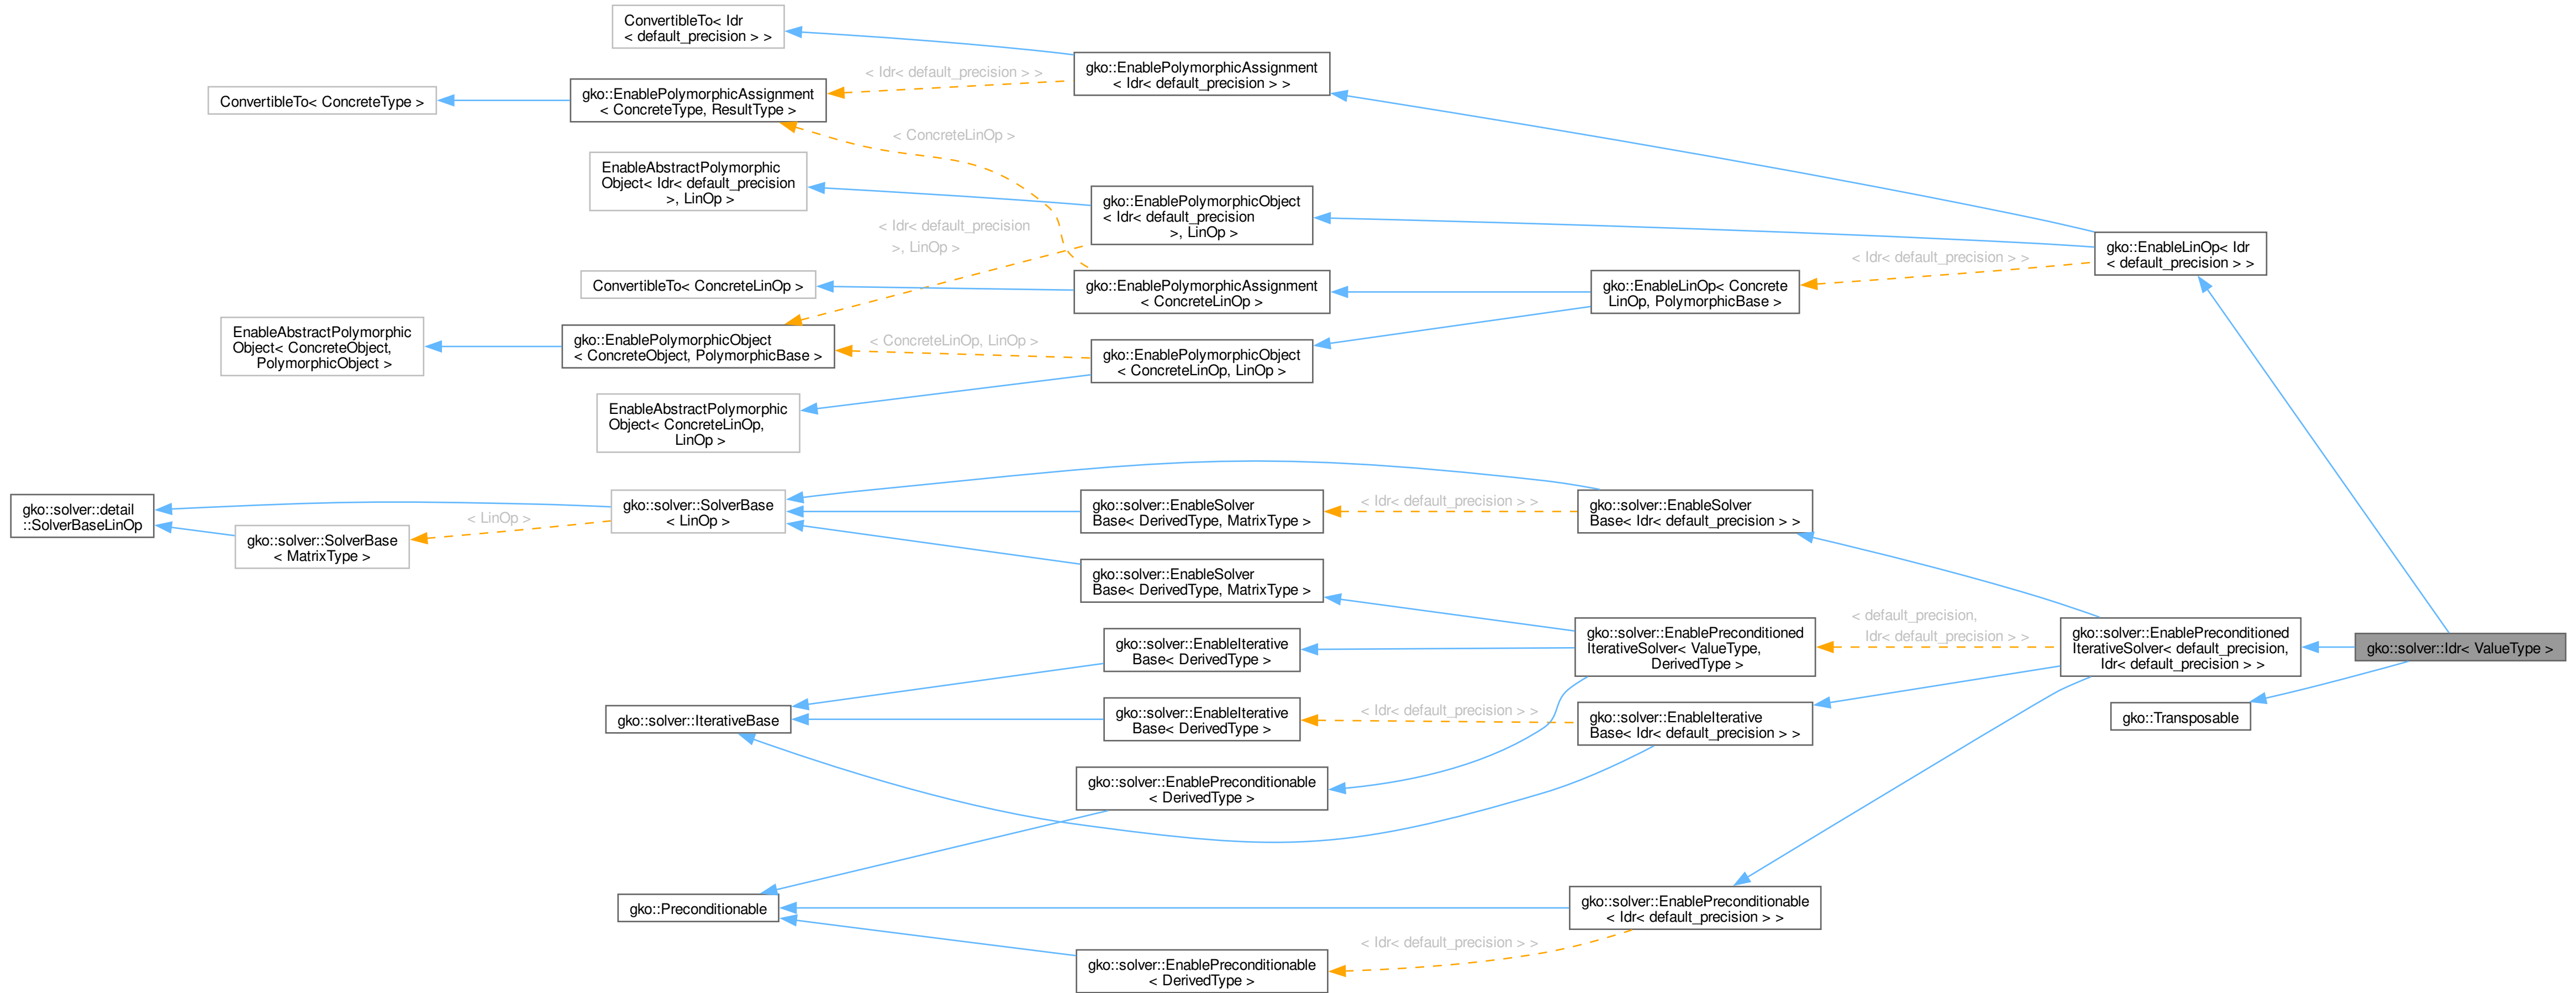 ConvertibleTo< Idr
< default_precision > >
ConvertibleTo< ConcreteType >
gko::EnablePolymorphicAssignment
< ConcreteType, ResultType >
< Idr< default_precision > >
gko::EnablePolymorphicAssignment
< Idr< default_precision > >
< ConcreteLinOp >
EnableAbstractPolymorphic
Object< Idr< default_precision
>, LinOp >
< Idr< default_precision
>, LinOp >
gko::EnablePolymorphicObject
< Idr< default_precision
>, LinOp >
gko::EnableLinOp< Idr
< default_precision > >
< Idr< default_precision > >
ConvertibleTo< ConcreteLinOp >
gko::EnablePolymorphicAssignment
< ConcreteLinOp >
gko::EnableLinOp< Concrete
LinOp, PolymorphicBase >
EnableAbstractPolymorphic
Object< ConcreteObject,
PolymorphicObject >
gko::EnablePolymorphicObject
< ConcreteObject, PolymorphicBase >
< ConcreteLinOp, LinOp >
gko::EnablePolymorphicObject
< ConcreteLinOp, LinOp >
EnableAbstractPolymorphic
Object< ConcreteLinOp,
LinOp >
gko::solver::detail
::SolverBaseLinOp
gko::solver::SolverBase
< MatrixType >
< LinOp >
gko::solver::SolverBase
< LinOp >
gko::solver::EnableSolver
Base< DerivedType, MatrixType >
< Idr< default_precision > >
gko::solver::EnableSolver
Base< Idr< default_precision > >
gko::solver::EnableSolver
Base< DerivedType, MatrixType >
gko::solver::EnableIterative
Base< DerivedType >
gko::solver::EnablePreconditioned
IterativeSolver< ValueType,
DerivedType >
< default_precision,
Idr< default_precision > >
gko::solver::EnablePreconditioned
IterativeSolver< default_precision,
Idr< default_precision > >
gko::solver::Idr< ValueType >
gko::solver::IterativeBase
gko::solver::EnableIterative
Base< DerivedType >
< Idr< default_precision > >
gko::solver::EnableIterative
Base< Idr< default_precision > >
gko::Transposable
gko::solver::EnablePreconditionable
< DerivedType >
gko::Preconditionable
gko::solver::EnablePreconditionable
< Idr< default_precision > >
< Idr< default_precision > >
gko::solver::EnablePreconditionable
< DerivedType >